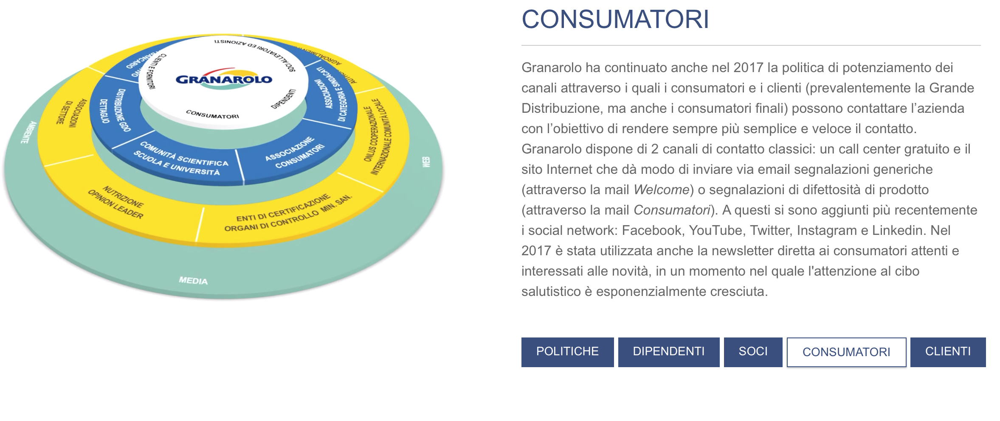 SOCI ALLEVATORI ED AZIONISTI
CLIENTI E FORNITORI
GRANAROLO
DIPENDENTI
CONSUMATORI
BANCARIO
ASSOCIAZIONI
DI CATEGORIA E SINDACATI
DISTRIBUZIONE GDO
DETTAGLIO
COMUNITÀ SCIENTIFICA
SCUOLA E UNIVERSITÀ
ASSOCIAZIONE
CONSUMATORI
ASSOCIAZIONI
DI SETTORE
ONLUS COOPERAZIONALE
INTERNAZIONALE COMUNITÀ LOCALE
NUTRIZIONE
OPINION LEADER
ENTI DI CERTIFICAZIONE
ORGANI DI CONTROLLO MIN. SAN.
AMBIENTE
WEB
MEDIA
CONSUMATORI
Granarolo ha continuato anche nel 2017 la politica di potenziamento dei
canali attraverso i quali i consumatori e i clienti (prevalentemente la Grande
Distribuzione, ma anche i consumatori finali) possono contattare l’azienda
con l’obiettivo di rendere sempre più semplice e veloce il contatto.
Granarolo dispone di 2 canali di contatto classici: un call center gratuito e il
sito Internet che dà modo di inviare via email segnalazioni generiche
(attraverso la mail Welcome) o segnalazioni di difettosità di prodotto
(attraverso la mail Consumatori). A questi si sono aggiunti più recentemente
i social network: Facebook, YouTube, Twitter, Instagram e Linkedin. Nel
2017 è stata utilizzata anche la newsletter diretta ai consumatori attenti e
interessati alle novità, in un momento nel quale l'attenzione al cibo
salutistico è esponenzialmente cresciuta.
POLITICHE
DIPENDENTI
SOCI
CONSUMATORI
CLIENTI